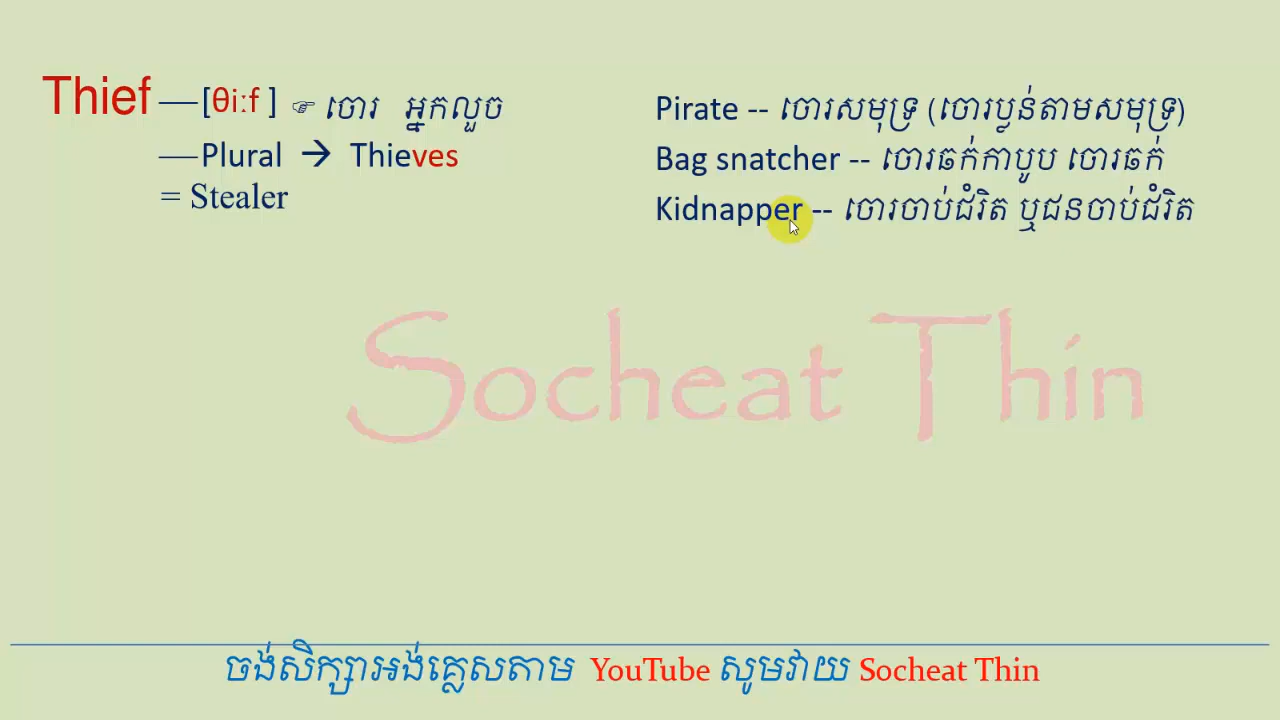 Thief —[θiːf ] ☞ ចោរ អ្នកលួច
—Plural → Thieves
= Stealer
Pirate -- ចោរសមុទ្រ (ចោរប្លន់តាមសមុទ្រ)
Bag snatcher -- ចោរឆក់កាបូប ចោរឆក់
Kidnapper -- ចោរចាប់ជំរិត ឬជនចាប់ជំរិត
Socheat Thin
ចង់សិក្សាអង់គ្លេសតាម YouTube សូមវាយ Socheat Thin